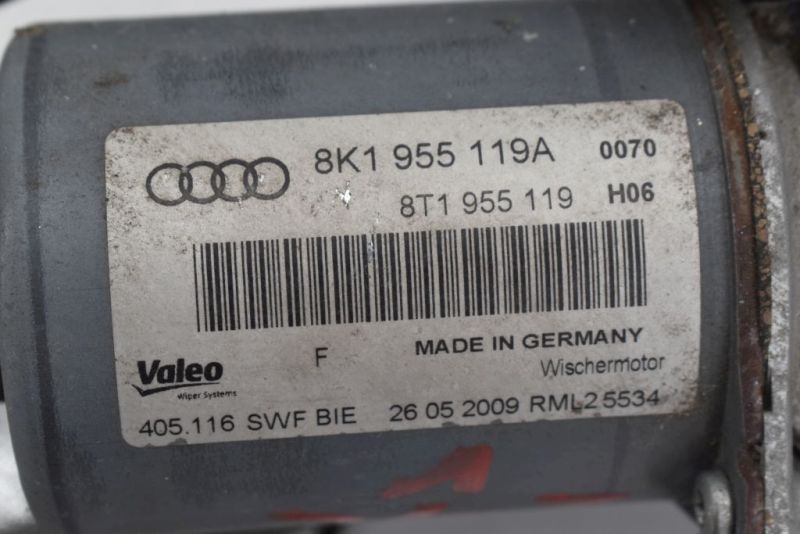 8K1 955 119A 0070
8T1 955 119 H06
F MADE IN GERMANY
Valeo Wischermotor
Wiper Systems
405.116 SWF BIE 26 05 2009 RML2 5534